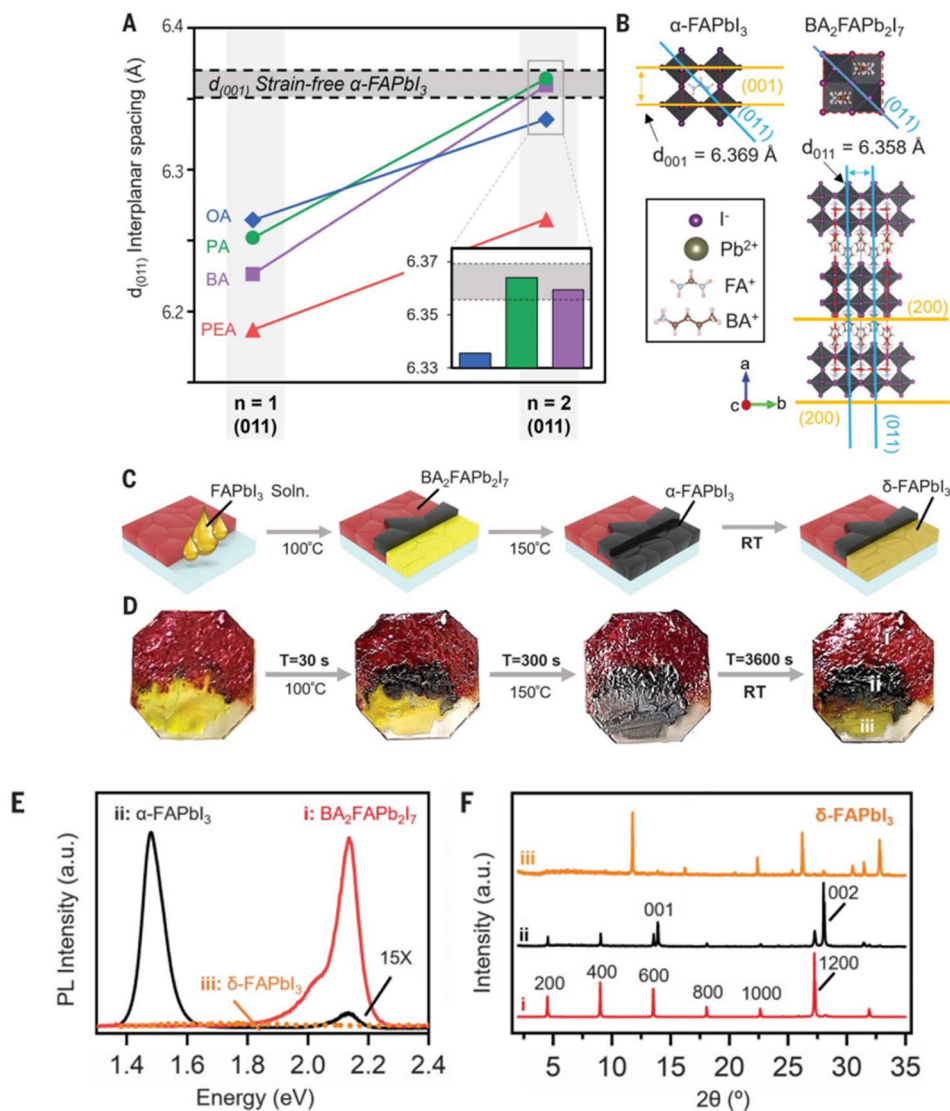 A
6.4
6.3
6.2
d(011) Interplanar spacing (Å)
d(001) Strain-free α-FAPbI₃
OA
PA
BA
PEA
6.37
6.35
6.33
n = 1
(011)
n = 2
(011)
B
α-FAPbI₃
BA₂FAPb₂I₇
(001)
(011)
(011)
d₀₀₁ = 6.369 Å
d₀₁₁ = 6.358 Å
I⁻
Pb²⁺
FA⁺
BA⁺
(200)
(200)
(011)
a
c
b
C
FAPbI₃ Soln.
100°C
BA₂FAPb₂I₇
150°C
α-FAPbI₃
RT
δ-FAPbI₃
D
T=30 s
100°C
T=300 s
150°C
T=3600 s
RT
i
ii
iii
E
PL Intensity (a.u.)
ii: α-FAPbI₃
i: BA₂FAPb₂I₇
iii: δ-FAPbI₃
15X
1.4 1.6 1.8 2.0 2.2 2.4
Energy (eV)
F
Intensity (a.u.)
δ-FAPbI₃
iii
ii
001
002
i
200 400 600 800 1000 1200
5 10 15 20 25 30 35
2θ (°)